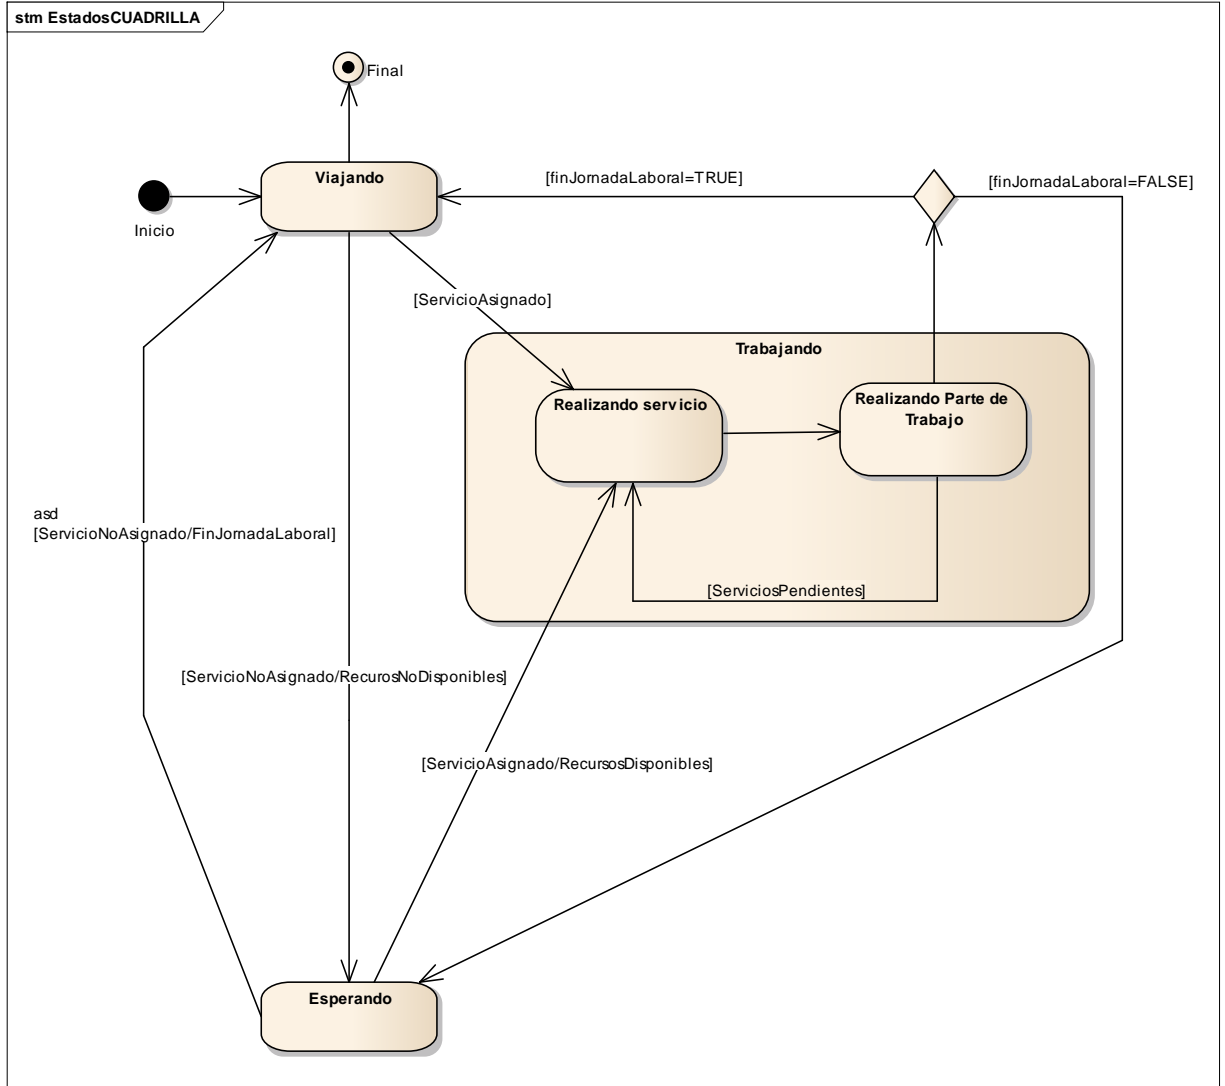 stm EstadosCUADRILLA
Final
Viajando
[finJornadaLaboral=TRUE]
[finJornadaLaboral=FALSE]
Inicio
[ServicioAsignado]
Trabajando
Realizando servicio
Realizando Parte de
Trabajo
asd
[ServicioNoAsignado/FinJornadaLaboral]
[ServiciosPendientes]
[ServicioNoAsignado/RecurosNoDisponibles]
[ServicioAsignado/RecursosDisponibles]
Esperando